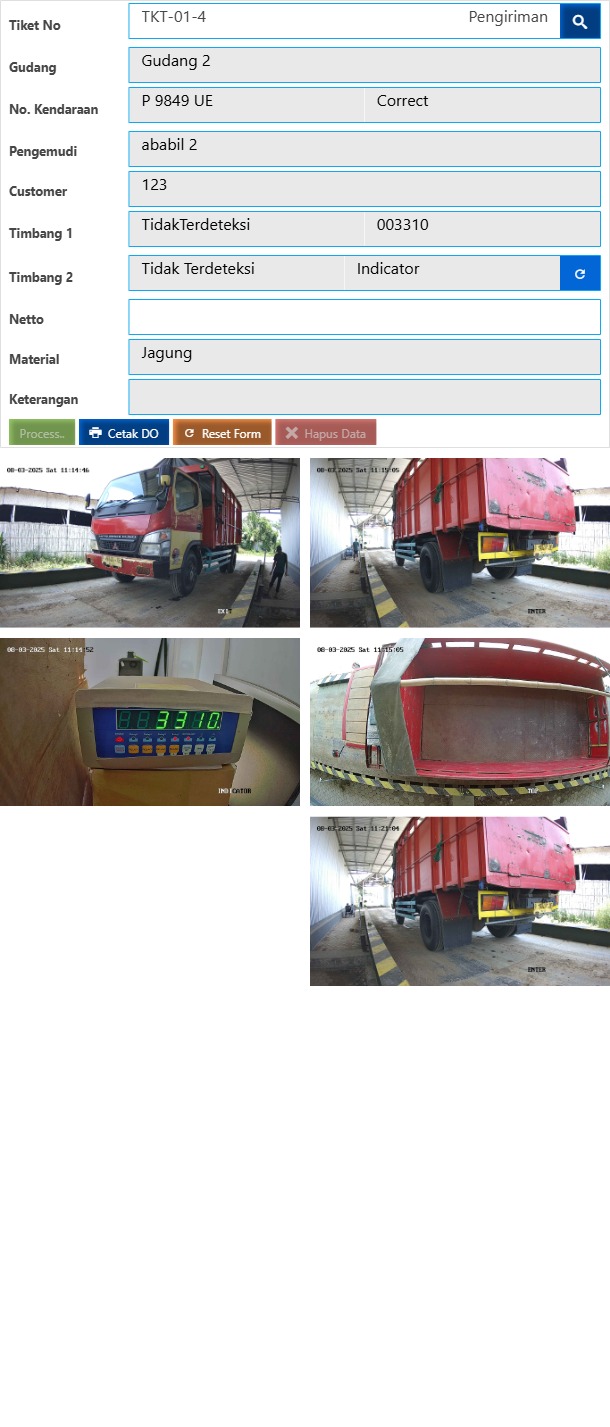 Tiket No TKT-01-4 Pengiriman
Gudang Gudang 2
No. Kendaraan P 9849 UE Correct
Pengemudi ababil 2
Customer 123
Timbang 1 TidakTerdeteksi 003310
Timbang 2 Tidak Terdeteksi Indicator
Netto
Material Jagung
Keterangan
Process.. Cetak DO Reset Form Hapus Data
08-03-2025 Sat 11:14:46
EXIT
08-03-2025 Sat 11:15:05
ENTER
08-03-2025 Sat 11:14:52
3310.
INDICATOR
08-03-2025 Sat 11:15:05
TOP
08-03-2025 Sat 11:21:04
ENTER